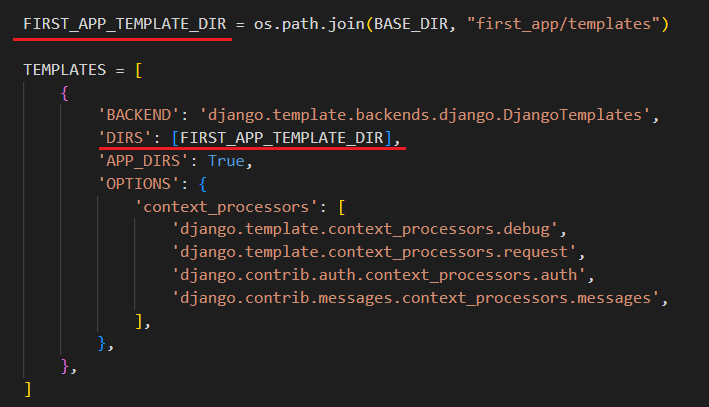 FIRST_APP_TEMPLATE_DIR = os.path.join(BASE_DIR, "first_app/templates")
TEMPLATES = [
{
'BACKEND': 'django.template.backends.django.DjangoTemplates',
'DIRS': [FIRST_APP_TEMPLATE_DIR],
'APP_DIRS': True,
'OPTIONS': {
'context_processors': [
'django.template.context_processors.debug',
'django.template.context_processors.request',
'django.contrib.auth.context_processors.auth',
'django.contrib.messages.context_processors.messages',
],
},
},
]